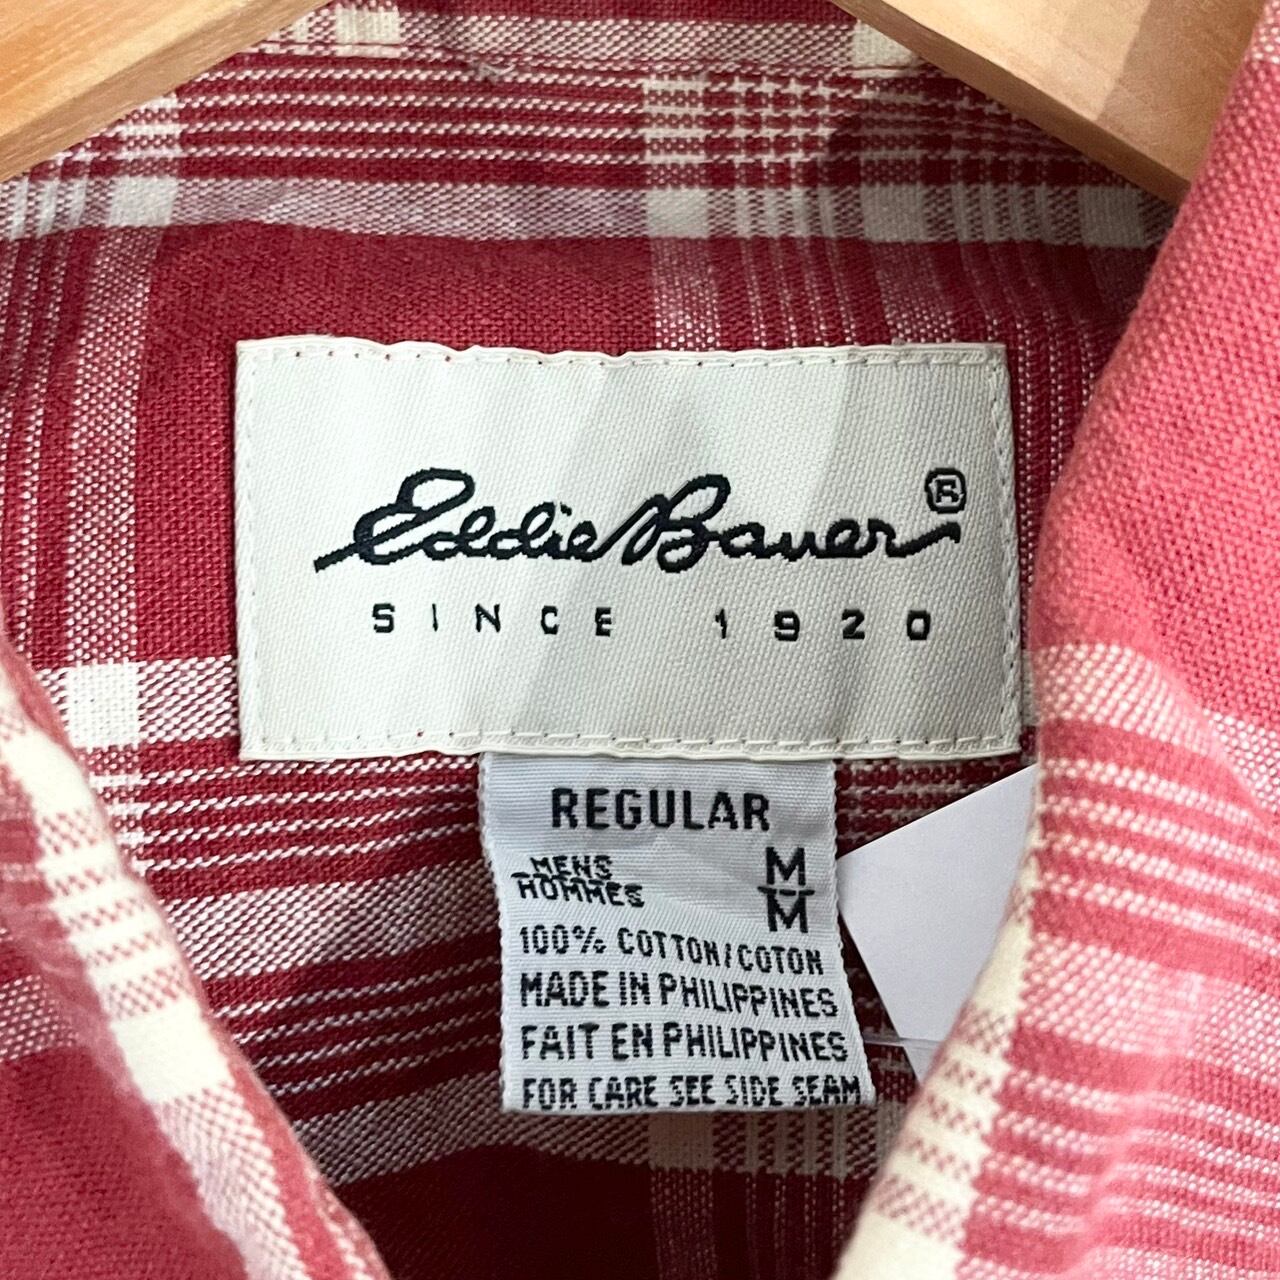 Eddie Bauer®
SINCE 1920
REGULAR
MENS M
HOMMES M
100% COTTON/COTON
MADE IN PHILIPPINES
FAIT EN PHILIPPINES
FOR CARE SEE SIDE SEAM